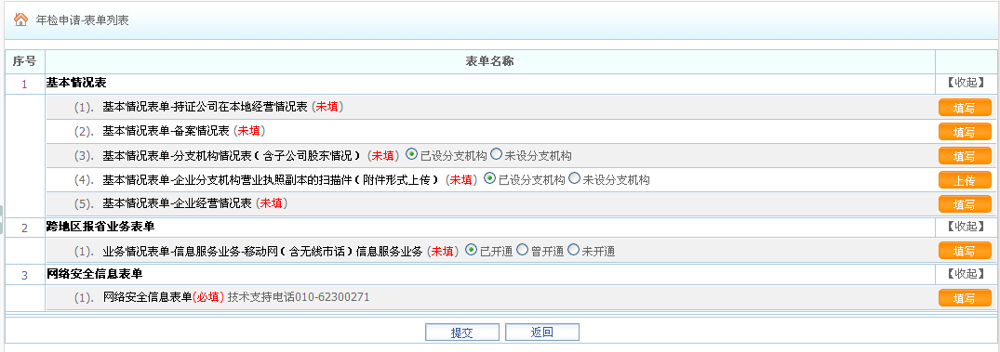 年检申请-表单列表
序号 表单名称
1 基本情况表 【收起】
(1). 基本情况表单-持证公司在本地经营情况表 (未填) 填写
(2). 基本情况表单-备案情况表 (未填) 填写
(3). 基本情况表单-分支机构情况表（含子公司股东情况） (未填) 已设分支机构 未设分支机构 填写
(4). 基本情况表单-企业分支机构营业执照副本的扫描件（附件形式上传） (未填) 已设分支机构 未设分支机构 上传
(5). 基本情况表单-企业经营情况表 (未填) 填写
2 跨地区报省业务表单 【收起】
(1). 业务情况表单-信息服务业务-移动网（含无线市话）信息服务业务 (未填) 已开通 曾开通 未开通 填写
3 网络安全信息表单 【收起】
(1). 网络安全信息表单(必填) 技术支持电话010-62300271 填写
提交 返回